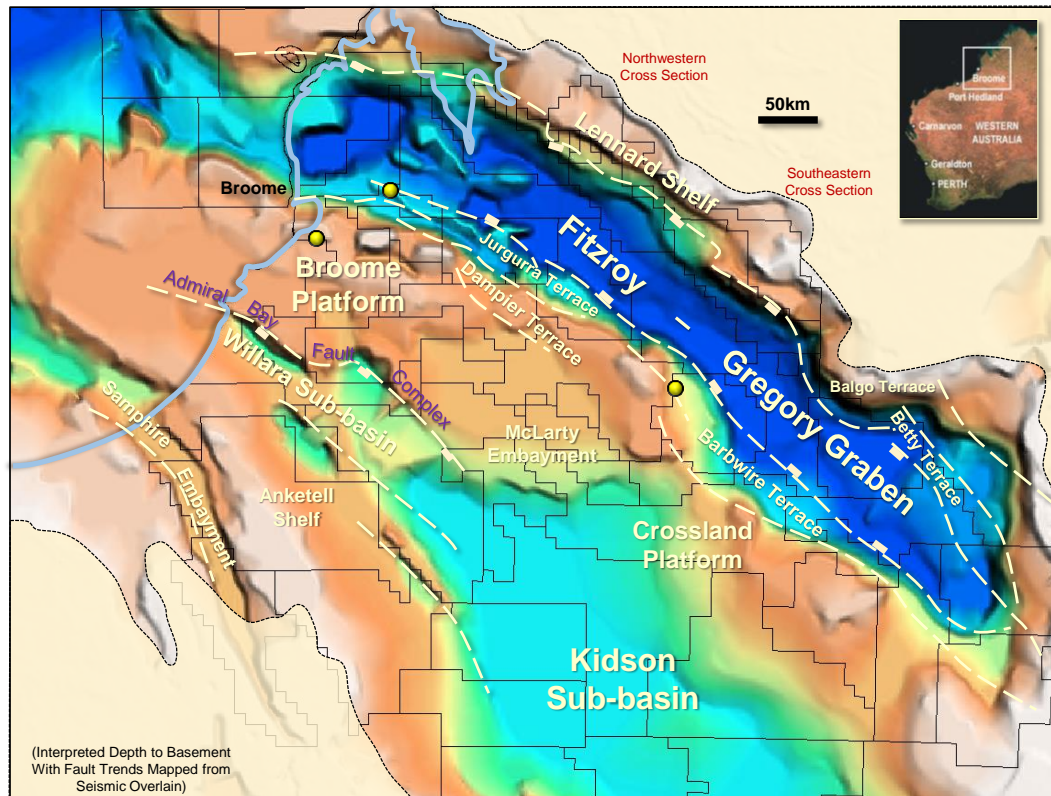 Northwestern
Cross Section
50km
Broome
Port Hedland
Carnarvon
WESTERN
AUSTRALIA
Geraldton
PERTH
Lennard Shelf
Southeastern
Cross Section
Broome
Fitzroy
Jurgurra Terrace
Broome
Platform
Dampier Terrace
Admiral
Bay
Fault
Complex
Willara Sub-basin
Gregory Graben
Balgo Terrace
Betty Terrace
Samphire
Embayment
McLarty
Embayment
Barbwire Terrace
Anketell
Shelf
Crossland
Platform
Kidson
Sub-basin
(Interpreted Depth to Basement
With Fault Trends Mapped from
Seismic Overlain)